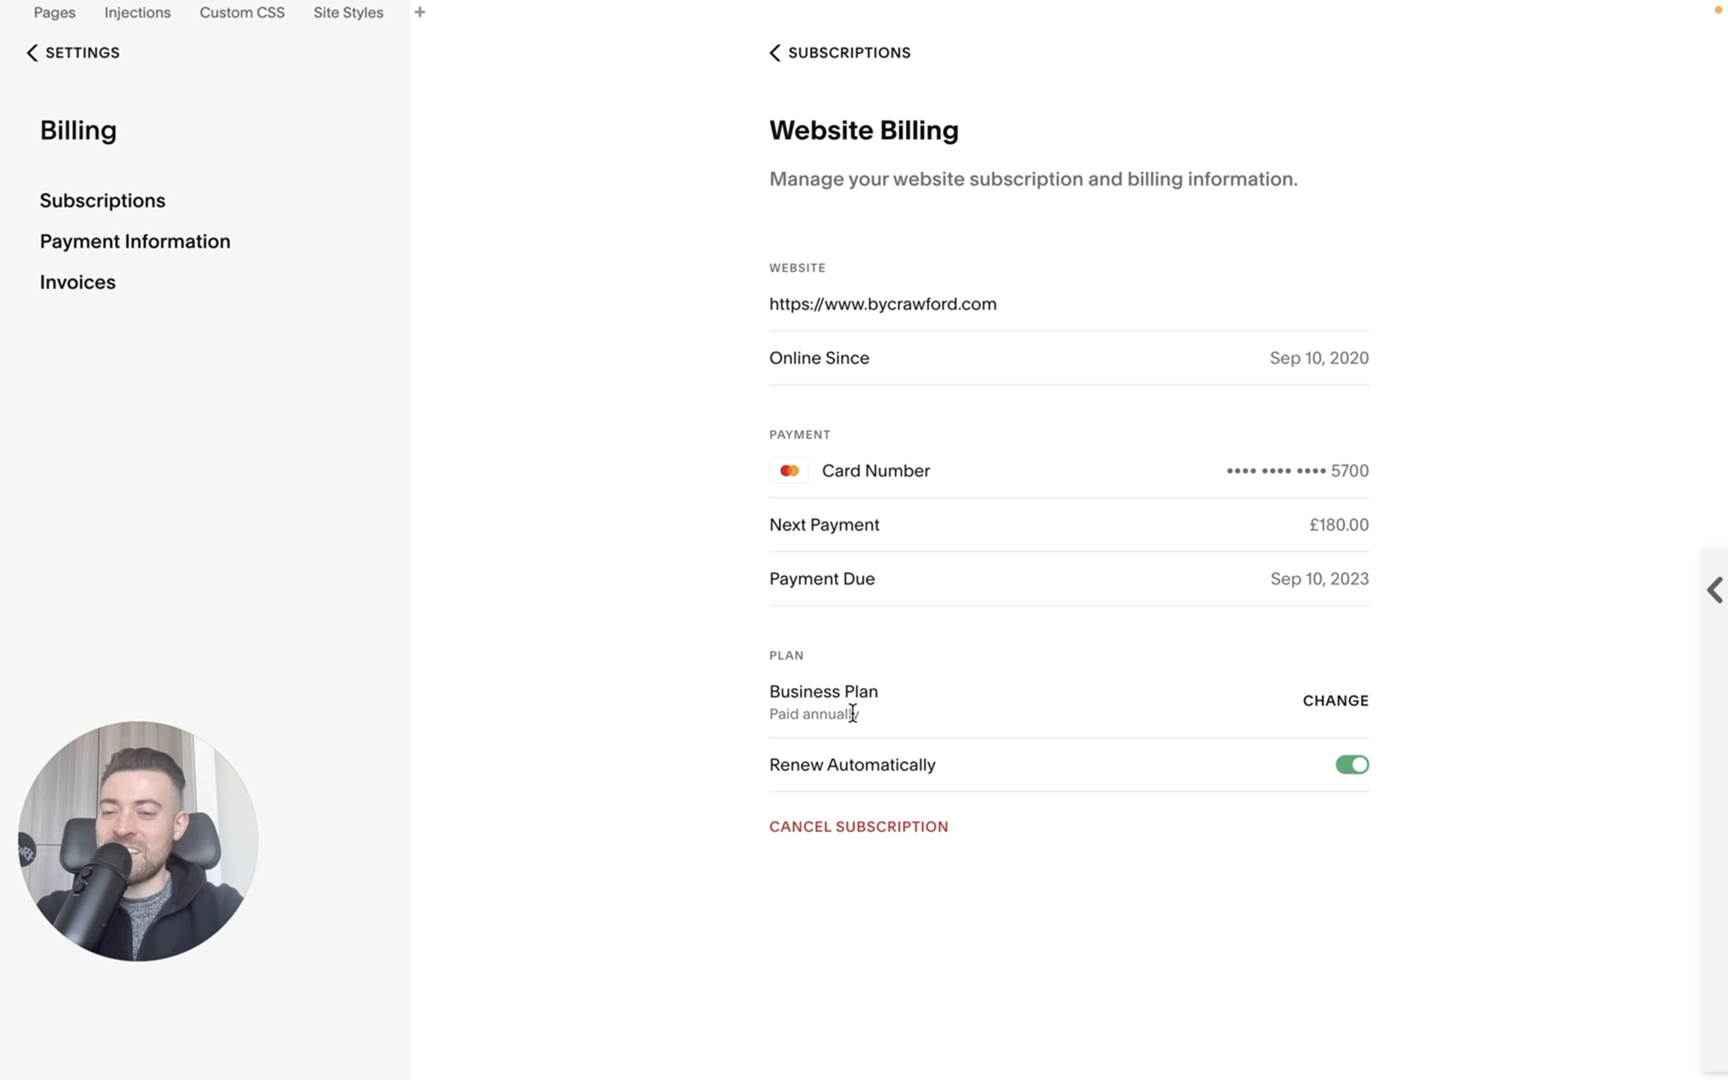 Pages Injections Custom CSS Site Styles +
SETTINGS
Billing
Subscriptions
Payment Information
Invoices
SUBSCRIPTIONS
Website Billing
Manage your website subscription and billing information.
WEBSITE
https://www.bycrawford.com
Online Since Sep 10, 2020
PAYMENT
Card Number •••• •••• •••• 5700
Next Payment £180.00
Payment Due Sep 10, 2023
PLAN
Business Plan
Paid annually
CHANGE
Renew Automatically
CANCEL SUBSCRIPTION